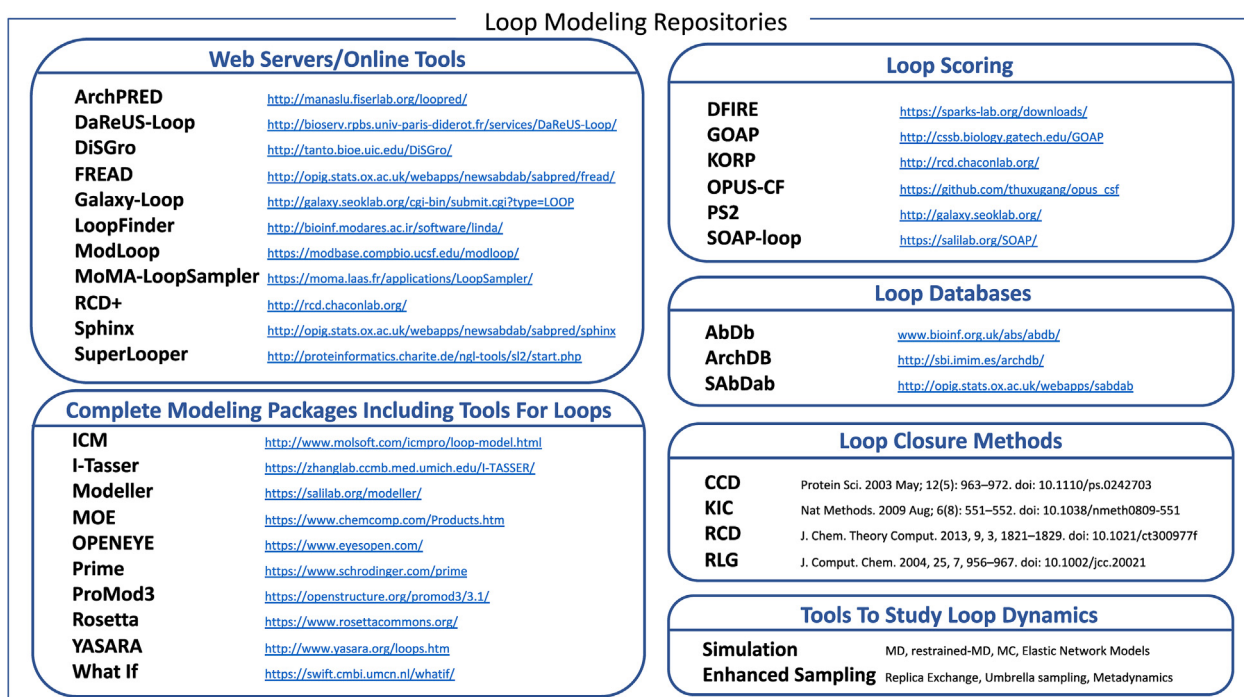 Loop Modeling Repositories
Web Servers/Online Tools
ArchPRED http://manaslu.fiserlab.org/loopred/
DaReUS-Loop http://bioserv.rpbs.univ-paris-diderot.fr/services/DaReUS-Loop/
DiSGro http://tanto.bioe.uic.edu/DiSGro/
FREAD http://opig.stats.ox.ac.uk/webapps/newsabdab/sabpred/fread/
Galaxy-Loop http://galaxy.seoklab.org/cgi-bin/submit.cgi?type=LOOP
LoopFinder http://bioinf.modares.ac.ir/software/linda/
ModLoop https://modbase.compbio.ucsf.edu/modloop/
MoMA-LoopSampler https://moma.laas.fr/applications/LoopSampler/
RCD+ http://rcd.chaconlab.org/
Sphinx http://opig.stats.ox.ac.uk/webapps/newsabdab/sabpred/sphinx
SuperLooper http://proteinformatics.charite.de/ngl-tools/sl2/start.php
Complete Modeling Packages Including Tools For Loops
ICM http://www.molsoft.com/icmpro/loop-model.html
I-Tasser https://zhanglab.ccmb.med.umich.edu/I-TASSER/
Modeller https://salilab.org/modeller/
MOE https://www.chemcomp.com/Products.htm
OPENEYE https://www.eyesopen.com/
Prime https://www.schrodinger.com/prime
ProMod3 https://openstructure.org/promod3/3.1/
Rosetta https://www.rosettacommons.org/
YASARA http://www.yasara.org/loops.htm
What If https://swift.cmbi.umcn.nl/whatif/
Loop Scoring
DFIRE https://sparks-lab.org/downloads/
GOAP http://cssb.biology.gatech.edu/GOAP
KORP http://rcd.chaconlab.org/
OPUS-CF https://github.com/thuxugang/opus_csf
PS2 http://galaxy.seoklab.org/
SOAP-loop https://salilab.org/SOAP/
Loop Databases
AbDb www.bioinf.org.uk/abs/abdb/
ArchDB http://sbi.imim.es/archdb/
SAbDab http://opig.stats.ox.ac.uk/webapps/sabdab
Loop Closure Methods
CCD Protein Sci. 2003 May; 12(5): 963–972. doi: 10.1110/ps.0242703
KIC Nat Methods. 2009 Aug; 6(8): 551–552. doi: 10.1038/nmeth0809-551
RCD J. Chem. Theory Comput. 2013, 9, 3, 1821–1829. doi: 10.1021/ct300977f
RLG J. Comput. Chem. 2004, 25, 7, 956–967. doi: 10.1002/jcc.20021
Tools To Study Loop Dynamics
Simulation MD, restrained-MD, MC, Elastic Network Models
Enhanced Sampling Replica Exchange, Umbrella sampling, Metadynamics